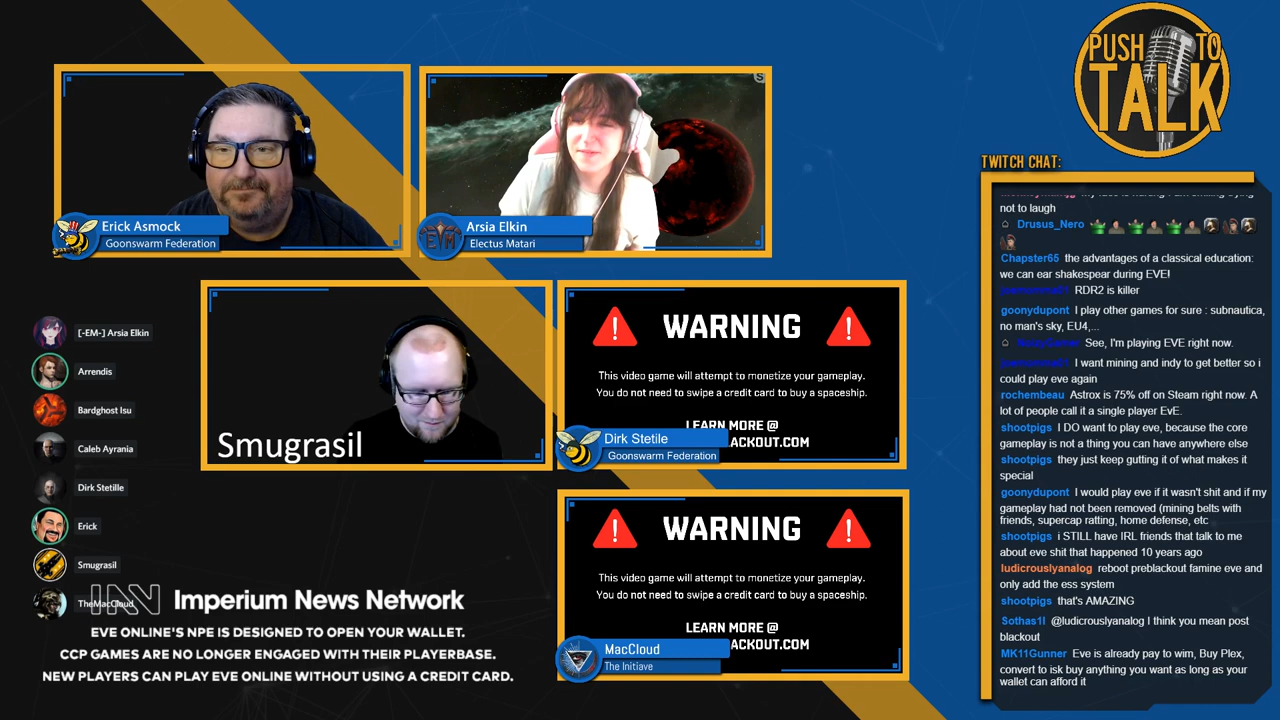 PUSH TO
TALK
TWITCH CHAT:
Erick Asmock
Goonswarm Federation
Arsia Elkin
Electus Matari
S
EM
not to laugh
Drusus_Nero
Chapster65 the advantages of a classical education:
we can ear shakespear during EVE!
RDR2 is killer
goonydupont I play other games for sure : subnautica,
no man's sky, EU4,...
See, I'm playing EVE right now.
I want mining and indy to get better so i
could play eve again
rochembeau Astrox is 75% off on Steam right now. A
lot of people call it a single player EvE.
shootpigs I DO want to play eve, because the core
gameplay is not a thing you can have anywhere else
shootpigs they just keep gutting it of what makes it
special
goonydupont I would play eve if it wasn't shit and if my
gameplay had not been removed (mining belts with
friends, supercap ratting, home defense, etc
shootpigs i STILL have IRL friends that talk to me
about eve shit that happened 10 years ago
ludicrouslyanalog reboot preblackout famine eve and
only add the ess system
shootpigs that's AMAZING
Sothas1l @ludicrouslyanalog I think you mean post
blackout
MK11Gunner Eve is already pay to win, Buy Plex,
convert to isk buy anything you want as long as your
wallet can afford it
[-EM-] Arsia Elkin
Arrendis
Bardghost Isu
Caleb Ayrania
Dirk Stetille
Erick
Smugrasil
TheMacCloud
Smugrasil
WARNING
This video game will attempt to monetize your gameplay.
You do not need to swipe a credit card to buy a spaceship.
LEARN MORE @
ACKOUT.COM
Dirk Stetile
Goonswarm Federation
WARNING
This video game will attempt to monetize your gameplay.
You do not need to swipe a credit card to buy a spaceship.
LEARN MORE @
ACKOUT.COM
MacCloud
The Initiave
INN Imperium News Network
EVE ONLINE'S NPE IS DESIGNED TO OPEN YOUR WALLET.
CCP GAMES ARE NO LONGER ENGAGED WITH THEIR PLAYERBASE.
NEW PLAYERS CAN PLAY EVE ONLINE WITHOUT USING A CREDIT CARD.